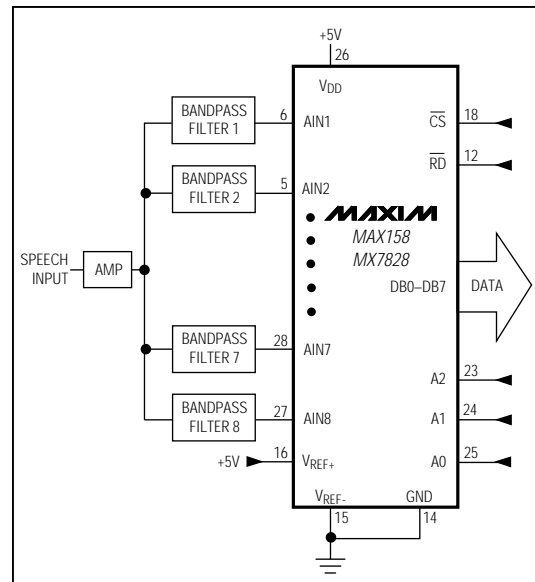 +5V
26
VDD
BANDPASS
FILTER 1
6
AIN1
CS
18
RD
12
BANDPASS
FILTER 2
5
AIN2
MAXIM
MAX158
MX7828
SPEECH
INPUT
AMP
DB0–DB7
DATA
BANDPASS
FILTER 7
28
AIN7
A2
23
BANDPASS
FILTER 8
27
AIN8
A1
24
+5V
16
VREF+
A0
25
VREF-
GND
15
14